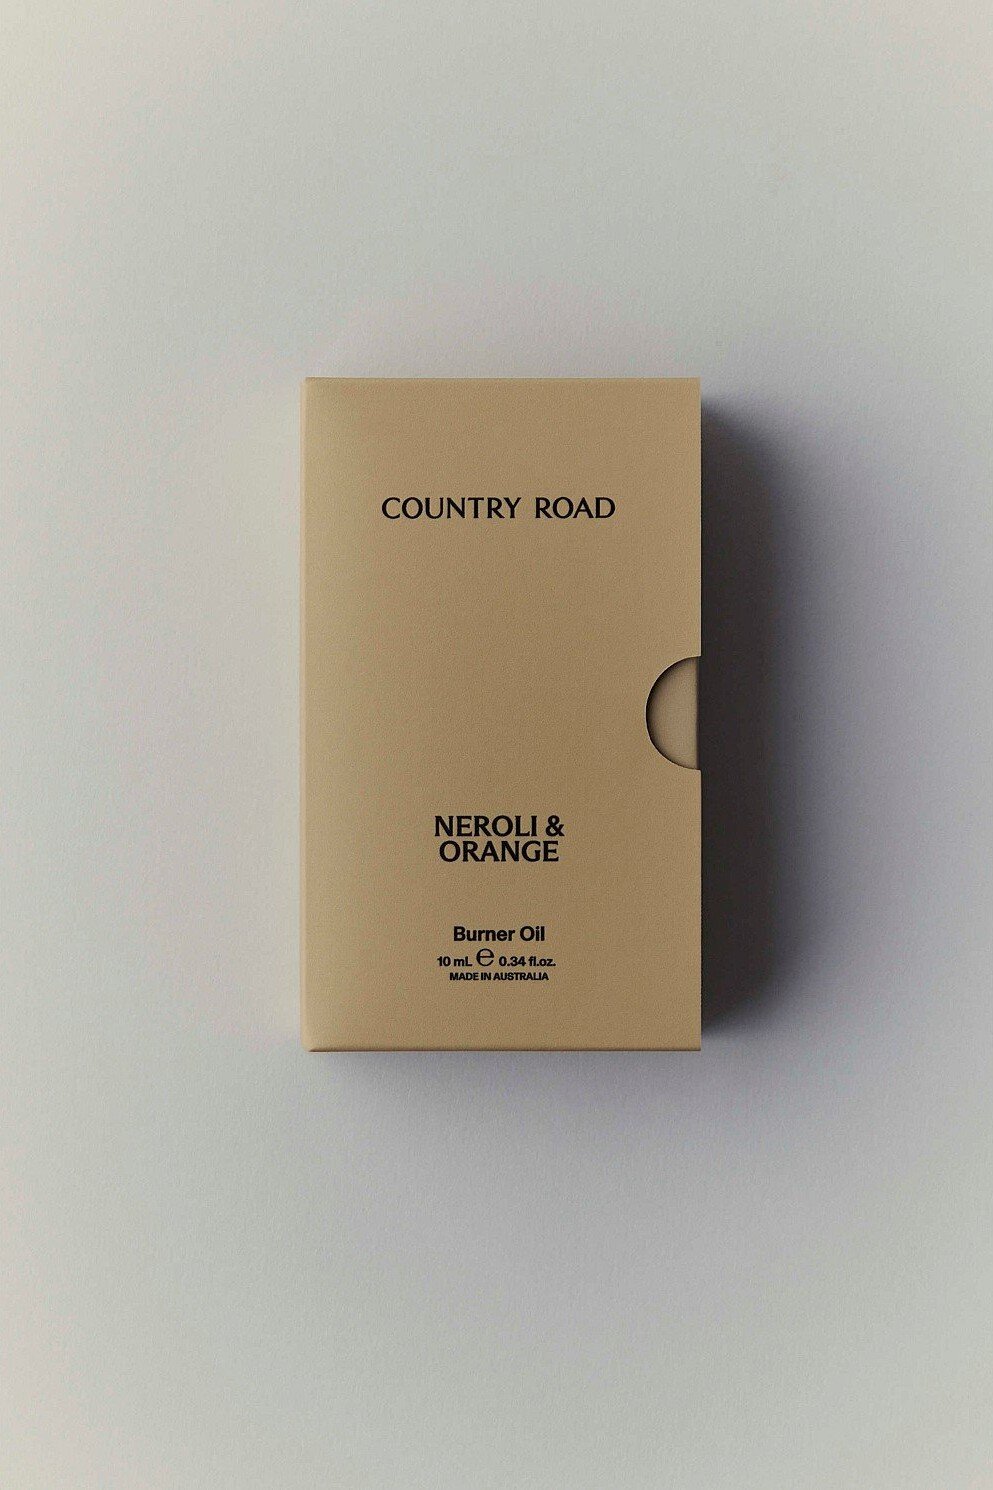 COUNTRY ROAD
NEROLI &
ORANGE
Burner Oil
10 mL ℮ 0.34 fl.oz.
MADE IN AUSTRALIA